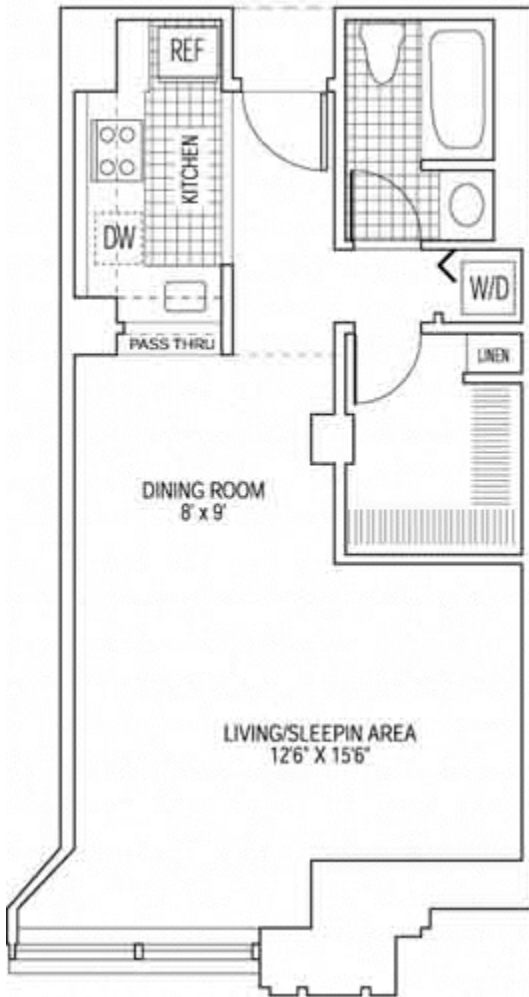 REF
KITCHEN
DW
W/D
PASS THRU
LINEN
DINING ROOM
8' x 9'
LIVING/SLEEPIN AREA
12'6" X 15'6"